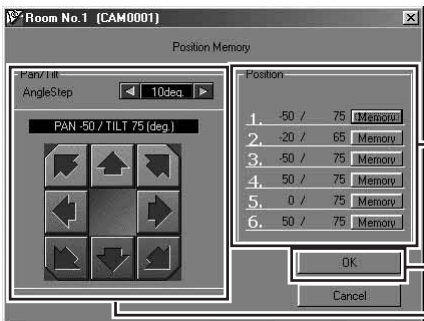 Room No.1 (CAM0001)
Position Memory
Pan/Tilt
AngleStep 10deg.
PAN -50 / TILT 75 (deg.)
Position
1. -50 / 75 Memory
2. -20 / 65 Memory
3. -50 / 75 Memory
4. 50 / 75 Memory
5. 0 / 75 Memory
6. 50 / 75 Memory
OK
Cancel